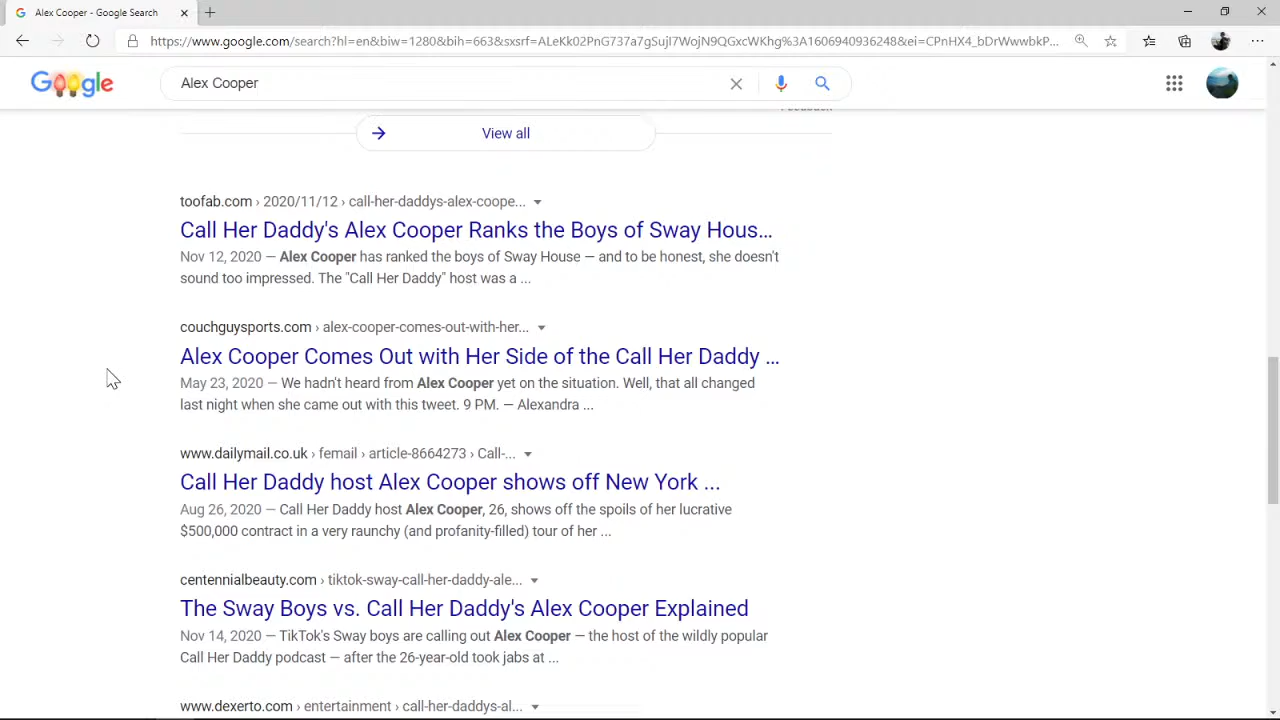 Alex Cooper - Google Search
https://www.google.com/search?hl=en&biw=1280&bih=663&sxsrf=ALeKk02PnG737a7gSujI7WojN9QGxcWKhg%3A1606940936248&ei=CPnHX4_bDrWwwbkP...
Google
Alex Cooper
View all
toofab.com › 2020/11/12 › call-her-daddys-alex-coope...
Call Her Daddy's Alex Cooper Ranks the Boys of Sway Hous...
Nov 12, 2020 — Alex Cooper has ranked the boys of Sway House — and to be honest, she doesn't
sound too impressed. The "Call Her Daddy" host was a ...
couchguysports.com › alex-cooper-comes-out-with-her...
Alex Cooper Comes Out with Her Side of the Call Her Daddy ...
May 23, 2020 — We hadn't heard from Alex Cooper yet on the situation. Well, that all changed
last night when she came out with this tweet. 9 PM. — Alexandra ...
www.dailymail.co.uk › femail › article-8664273 › Call-...
Call Her Daddy host Alex Cooper shows off New York ...
Aug 26, 2020 — Call Her Daddy host Alex Cooper, 26, shows off the spoils of her lucrative
$500,000 contract in a very raunchy (and profanity-filled) tour of her ...
centennialbeauty.com › tiktok-sway-call-her-daddy-ale...
The Sway Boys vs. Call Her Daddy's Alex Cooper Explained
Nov 14, 2020 — TikTok's Sway boys are calling out Alex Cooper — the host of the wildly popular
Call Her Daddy podcast — after the 26-year-old took jabs at ...
www.dexerto.com › entertainment › call-her-daddys-al...